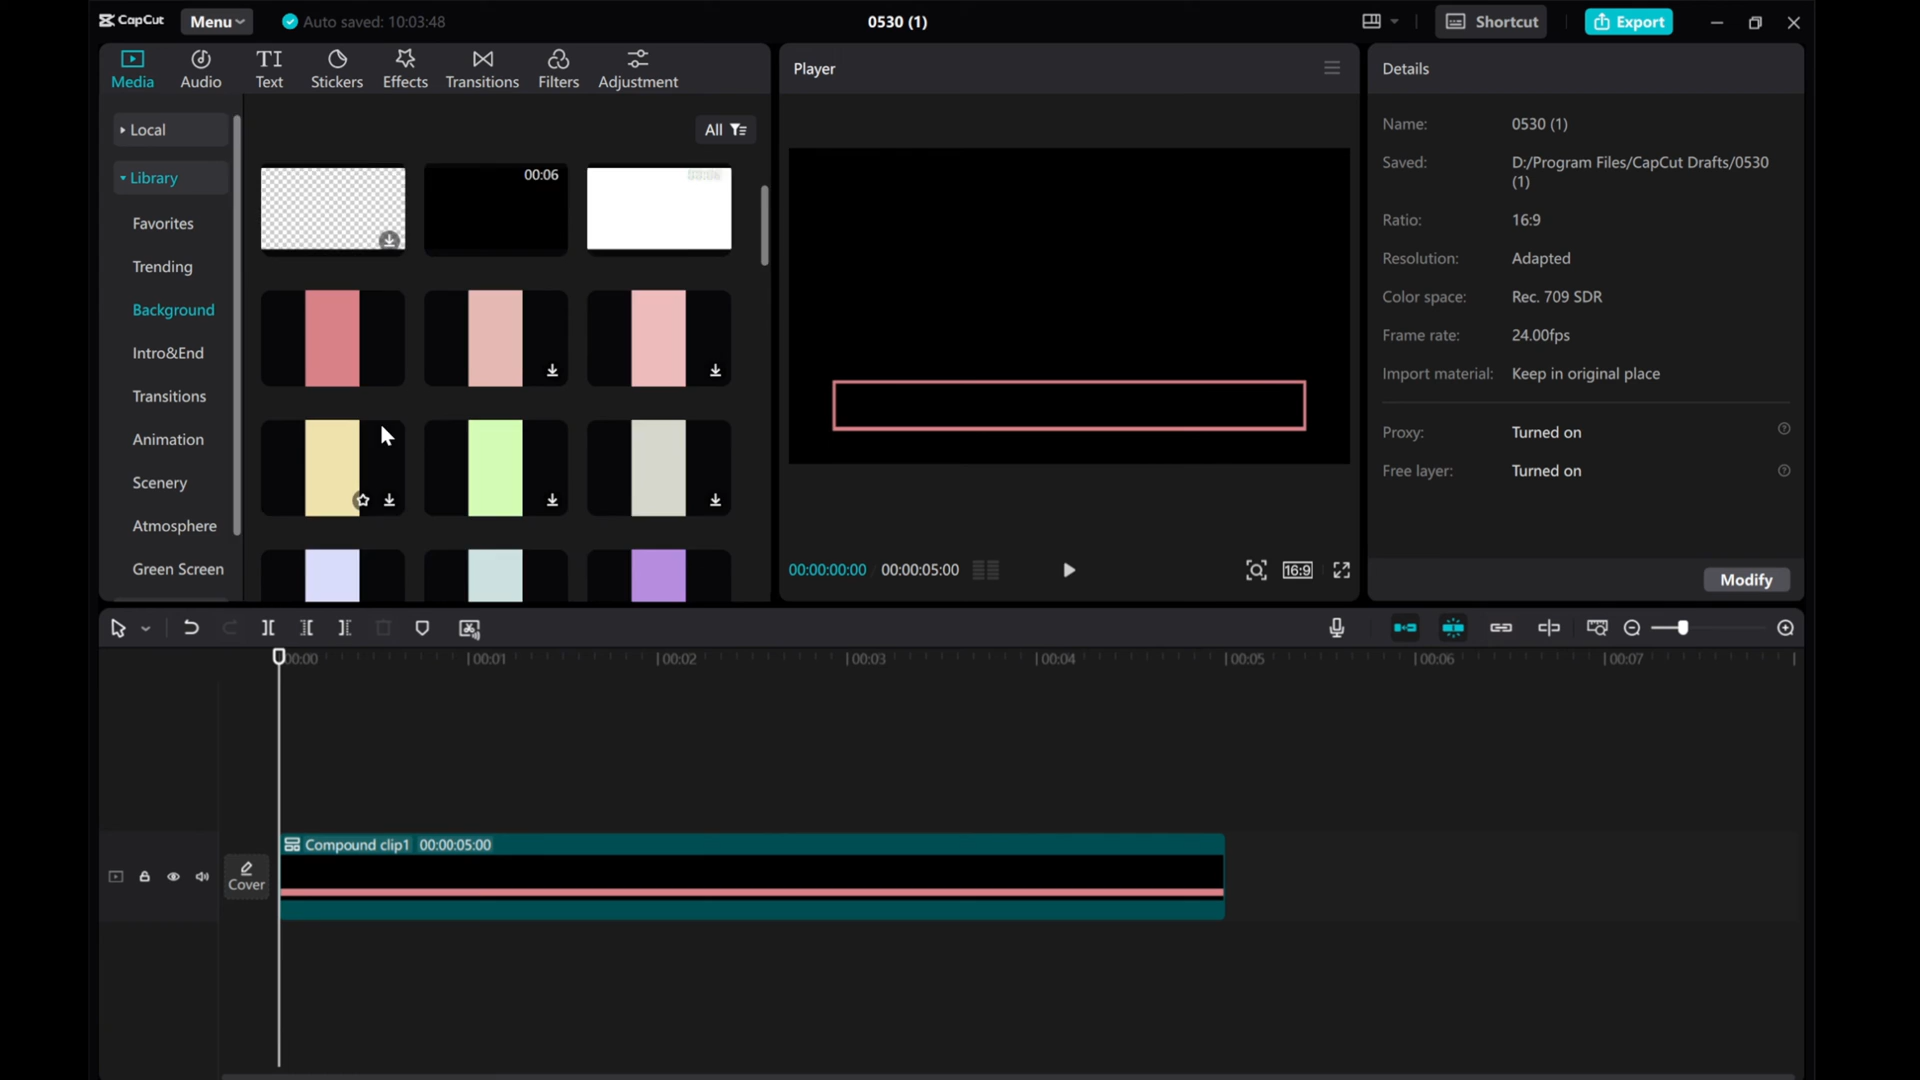 CapCut
Menu
Auto saved: 10:03:48
0530 (1)
Shortcut
Export
Media
Audio
TI
Text
Stickers
Effects
Transitions
Filters
Adjustment
Player
Details
Local
Library
Favorites
Trending
Background
Intro&End
Transitions
Animation
Scenery
Atmosphere
Green Screen
All
00:06
Name: 0530 (1)
Saved: D:/Program Files/CapCut Drafts/0530
(1)
Ratio: 16:9
Resolution: Adapted
Color space: Rec. 709 SDR
Frame rate: 24.00fps
Import material: Keep in original place
Proxy: Turned on
Free layer: Turned on
Modify
00:00:00:00 00:00:05:00
16:9
00:00 00:01 00:02 00:03 00:04 00:05 00:06 00:07
Compound clip1 00:00:05:00
Cover